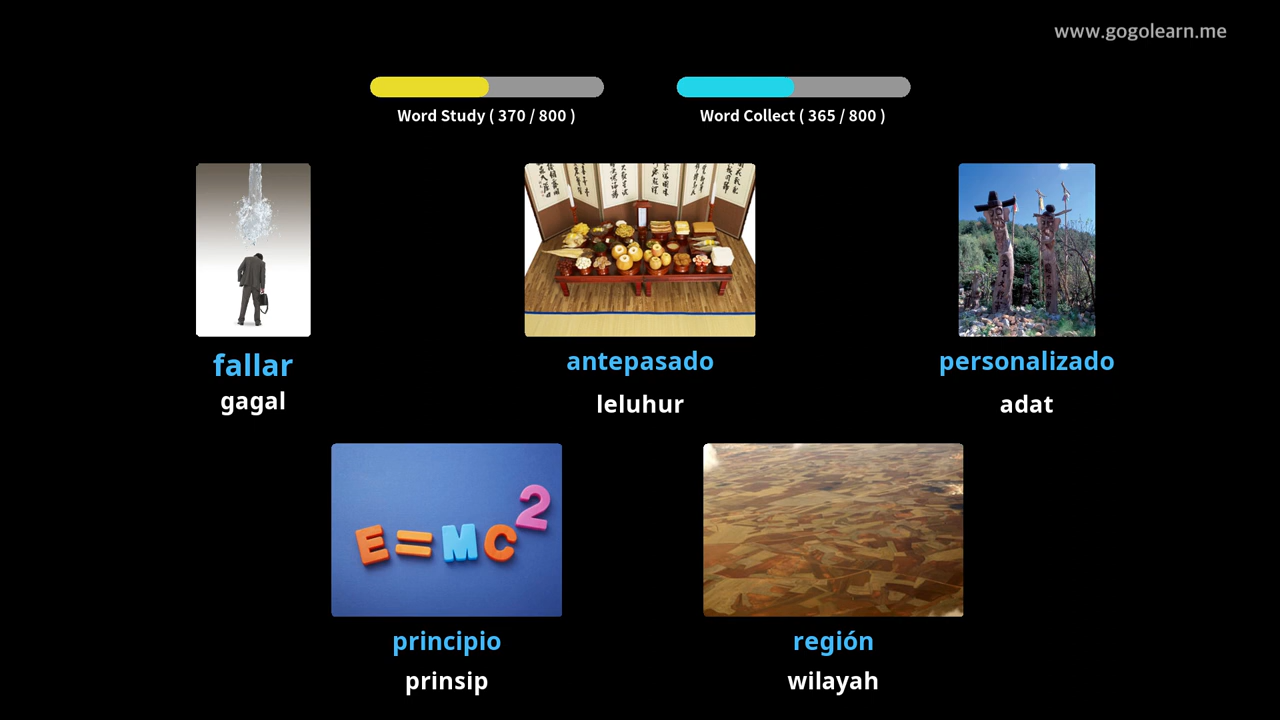 www.gogolearn.me
Word Study ( 370 / 800 )
Word Collect ( 365 / 800 )
fallar
gagal
antepasado
leluhur
personalizado
adat
E=MC2
principio
prinsip
región
wilayah